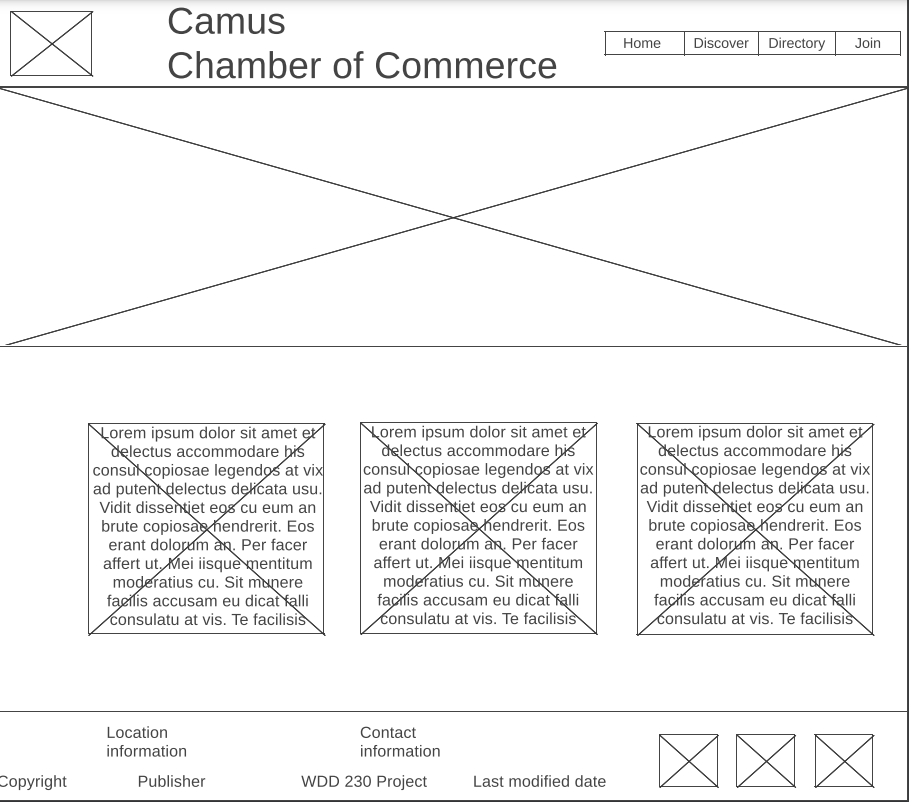 Camus
Chamber of Commerce
Home
Discover
Directory
Join
Lorem ipsum dolor sit amet et
delectus accommodare his
consul copiosae legendos at vix
ad putent delectus delicata usu.
Vidit dissentiet eos cu eum an
brute copiosae hendrerit. Eos
erant dolorum an. Per facer
affert ut. Mei iisque mentitum
moderatius cu. Sit munere
facilis accusam eu dicat falli
consulatu at vis. Te facilisis
Lorem ipsum dolor sit amet et
delectus accommodare his
consul copiosae legendos at vix
ad putent delectus delicata usu.
Vidit dissentiet eos cu eum an
brute copiosae hendrerit. Eos
erant dolorum an. Per facer
affert ut. Mei iisque mentitum
moderatius cu. Sit munere
facilis accusam eu dicat falli
consulatu at vis. Te facilisis
Lorem ipsum dolor sit amet et
delectus accommodare his
consul copiosae legendos at vix
ad putent delectus delicata usu.
Vidit dissentiet eos cu eum an
brute copiosae hendrerit. Eos
erant dolorum an. Per facer
affert ut. Mei iisque mentitum
moderatius cu. Sit munere
facilis accusam eu dicat falli
consulatu at vis. Te facilisis
Location
information
Contact
information
Copyright
Publisher
WDD 230 Project
Last modified date